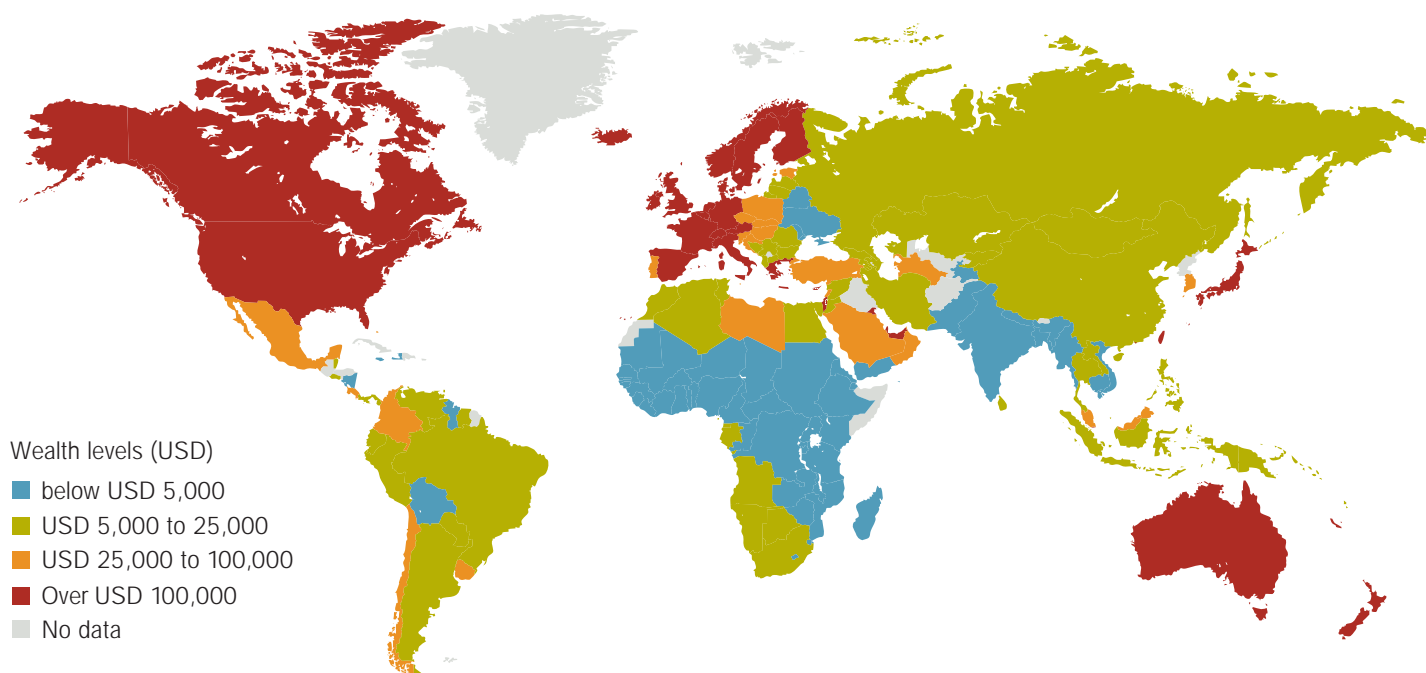 Wealth levels (USD)
below USD 5,000
USD 5,000 to 25,000
USD 25,000 to 100,000
Over USD 100,000
No data